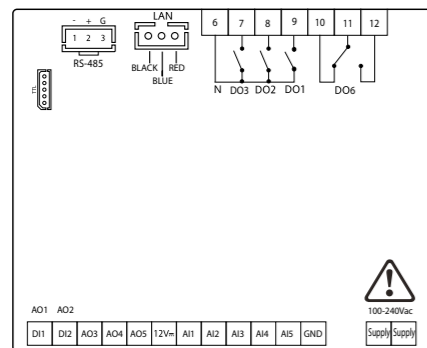 - + G
LAN
6 7 8 9 10 11 12
1 2 3
RS-485
BLACK RED
BLUE
N DO3 DO2 DO1 DO6
TTL
100-240Vac
AO1 AO2
DI1 DI2 AO3 AO4 AO5 12V⎓ AI1 AI2 AI3 AI4 AI5 GND
Supply Supply